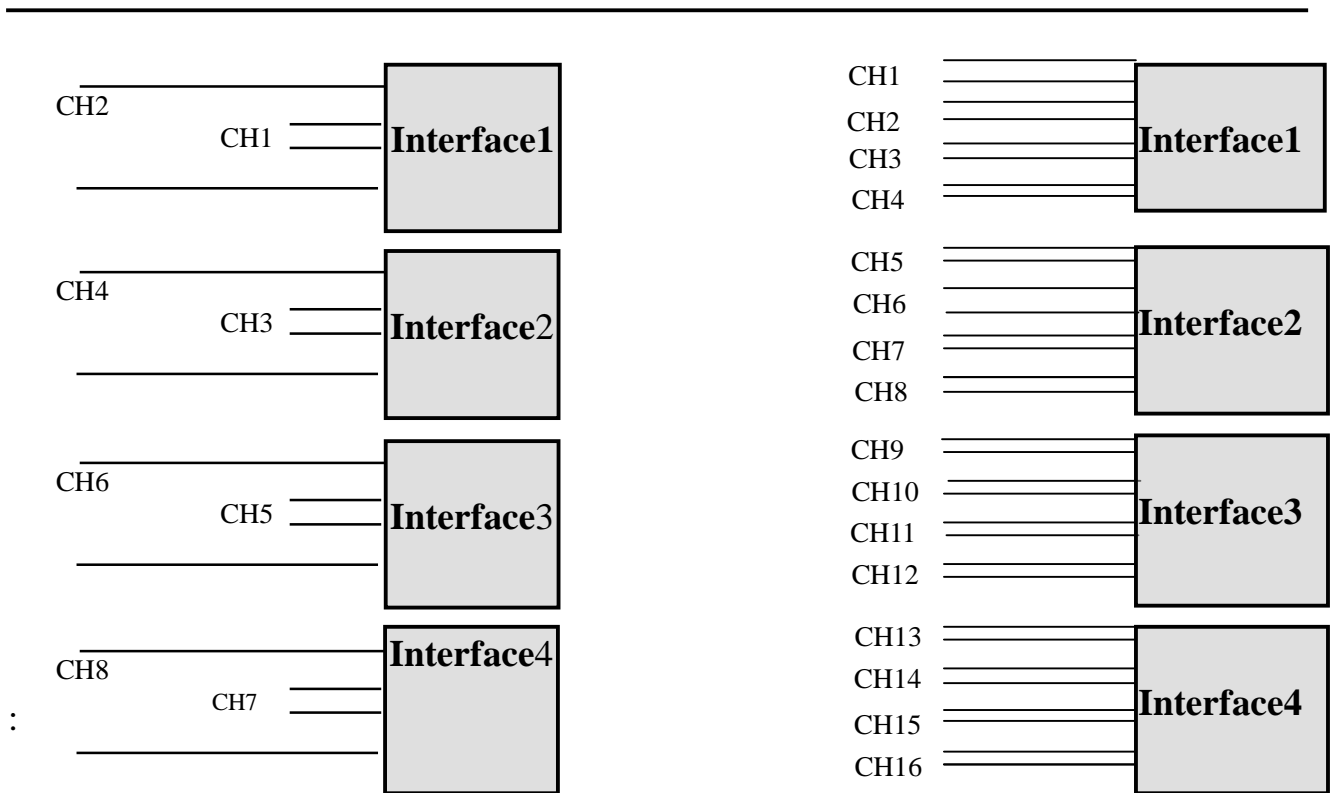 CH2
CH1
Interface1
CH4
CH3
Interface2
CH6
CH5
Interface3
CH8
CH7
Interface4
:
CH1
CH2
CH3
CH4
Interface1
CH5
CH6
CH7
CH8
Interface2
CH9
CH10
CH11
CH12
Interface3
CH13
CH14
CH15
CH16
Interface4